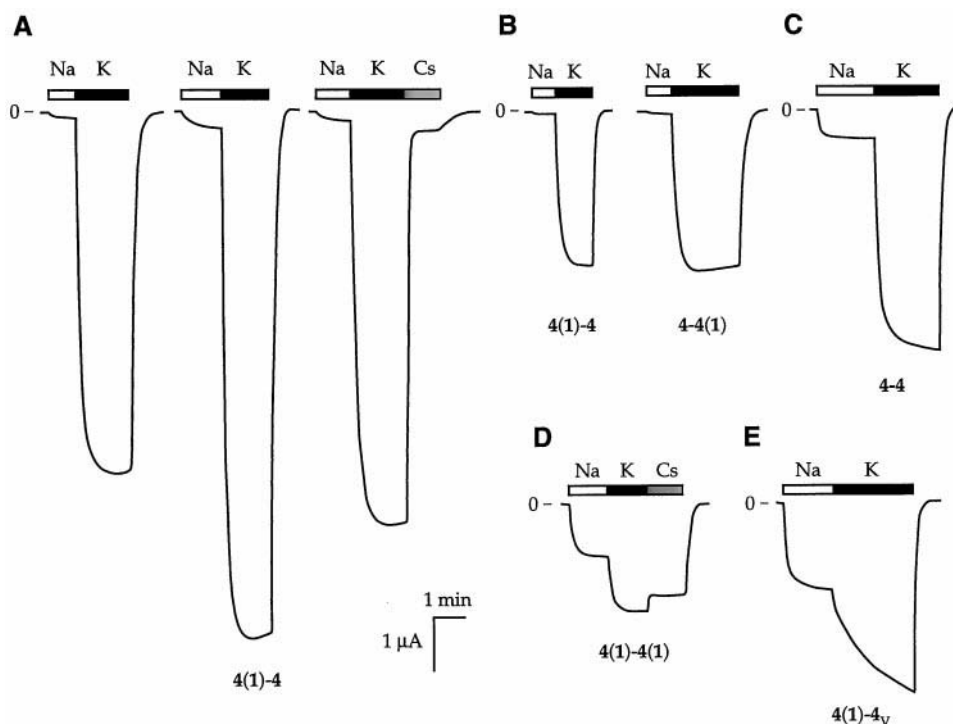 A
Na K
Na K
Na K Cs
0
4(1)-4
1 min
1 µA
B
Na K
Na K
0
4(1)-4
4-4(1)
C
Na K
0
4-4
D
Na K Cs
0
4(1)-4(1)
E
Na K
0
4(1)-4v